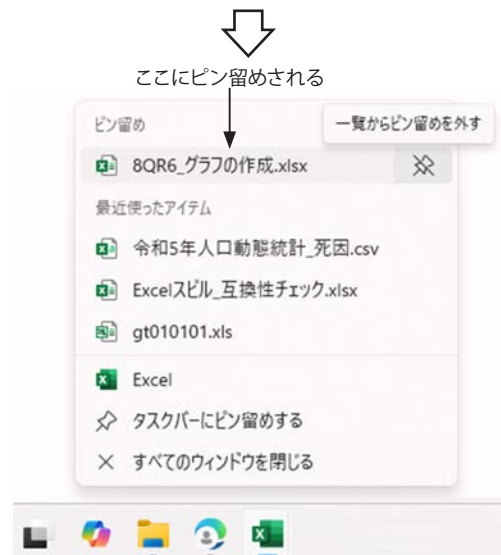 ここにピン留めされる
ピン留め
一覧からピン留めを外す
8QR6_グラフの作成.xlsx
最近使ったアイテム
令和5年人口動態統計_死因.csv
Excelスピル_互換性チェック.xlsx
gt010101.xls
Excel
タスクバーにピン留めする
すべてのウィンドウを閉じる